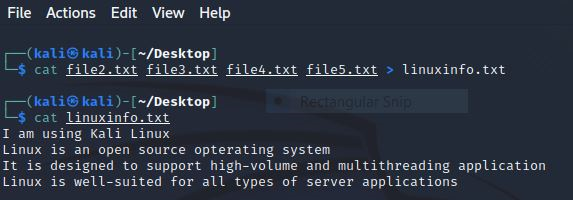 File Actions Edit View Help
┌──(kali㉿kali)-[~/Desktop]
└─$ cat file2.txt file3.txt file4.txt file5.txt > linuxinfo.txt
┌──(kali㉿kali)-[~/Desktop]
└─$ cat linuxinfo.txt
Rectangular Snip
I am using Kali Linux
Linux is an open source opterating system
It is designed to support high-volume and multithreading application
Linux is well-suited for all types of server applications